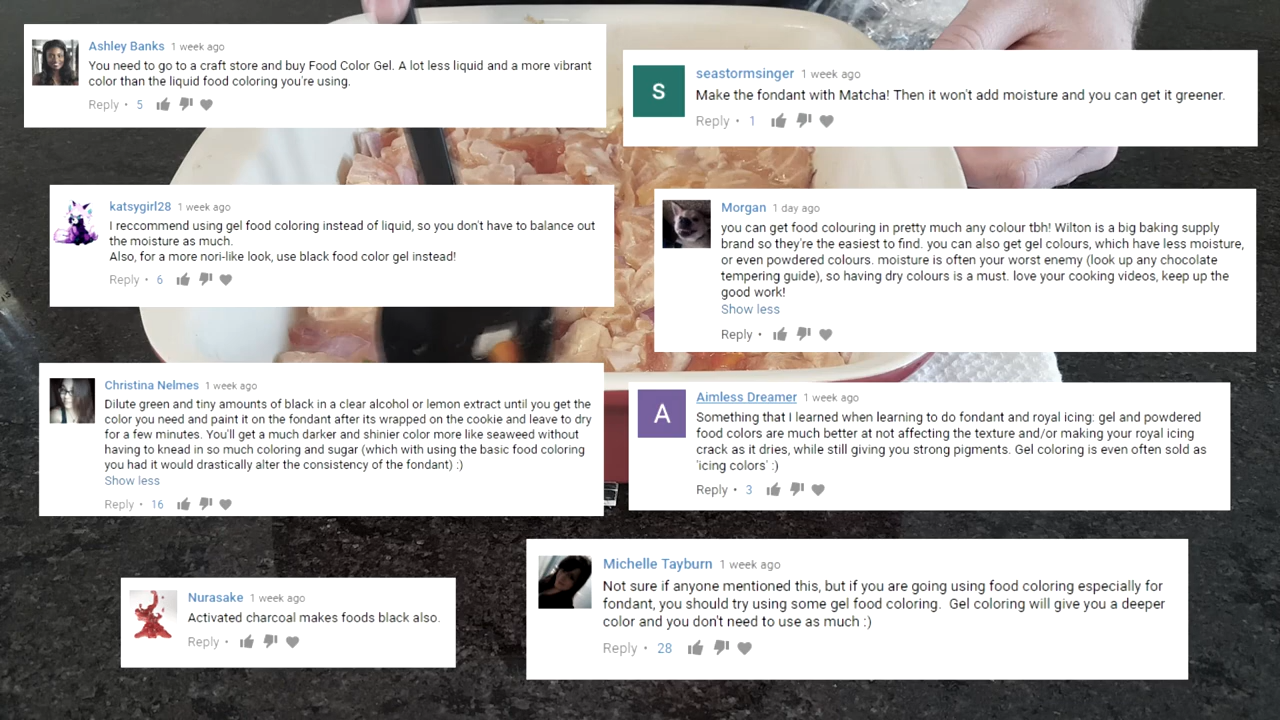 Ashley Banks 1 week ago
You need to go to a craft store and buy Food Color Gel. A lot less liquid and a more vibrant
color than the liquid food coloring you're using.
Reply • 5
seastormsinger 1 week ago
S
Make the fondant with Matcha! Then it won't add moisture and you can get it greener.
Reply • 1
katsygirl28 1 week ago
I reccommend using gel food coloring instead of liquid, so you don't have to balance out
the moisture as much.
Also, for a more nori-like look, use black food color gel instead!
Reply • 6
Morgan 1 day ago
you can get food colouring in pretty much any colour tbh! Wilton is a big baking supply
brand so they're the easiest to find. you can also get gel colours, which have less moisture,
or even powdered colours. moisture is often your worst enemy (look up any chocolate
tempering guide), so having dry colours is a must. love your cooking videos, keep up the
good work!
Show less
Reply •
Christina Nelmes 1 week ago
Dilute green and tiny amounts of black in a clear alcohol or lemon extract until you get the
color you need and paint it on the fondant after its wrapped on the cookie and leave to dry
for a few minutes. You'll get a much darker and shinier color more like seaweed without
having to knead in so much coloring and sugar (which with using the basic food coloring
you had it would drastically alter the consistency of the fondant) :)
Show less
Reply • 16
Aimless Dreamer 1 week ago
A
Something that I learned when learning to do fondant and royal icing: gel and powdered
food colors are much better at not affecting the texture and/or making your royal icing
crack as it dries, while still giving you strong pigments. Gel coloring is even often sold as
'icing colors' :)
Reply • 3
Nurasake 1 week ago
Activated charcoal makes foods black also.
Reply •
Michelle Tayburn 1 week ago
Not sure if anyone mentioned this, but if you are going using food coloring especially for
fondant, you should try using some gel food coloring. Gel coloring will give you a deeper
color and you don't need to use as much :)
Reply • 28